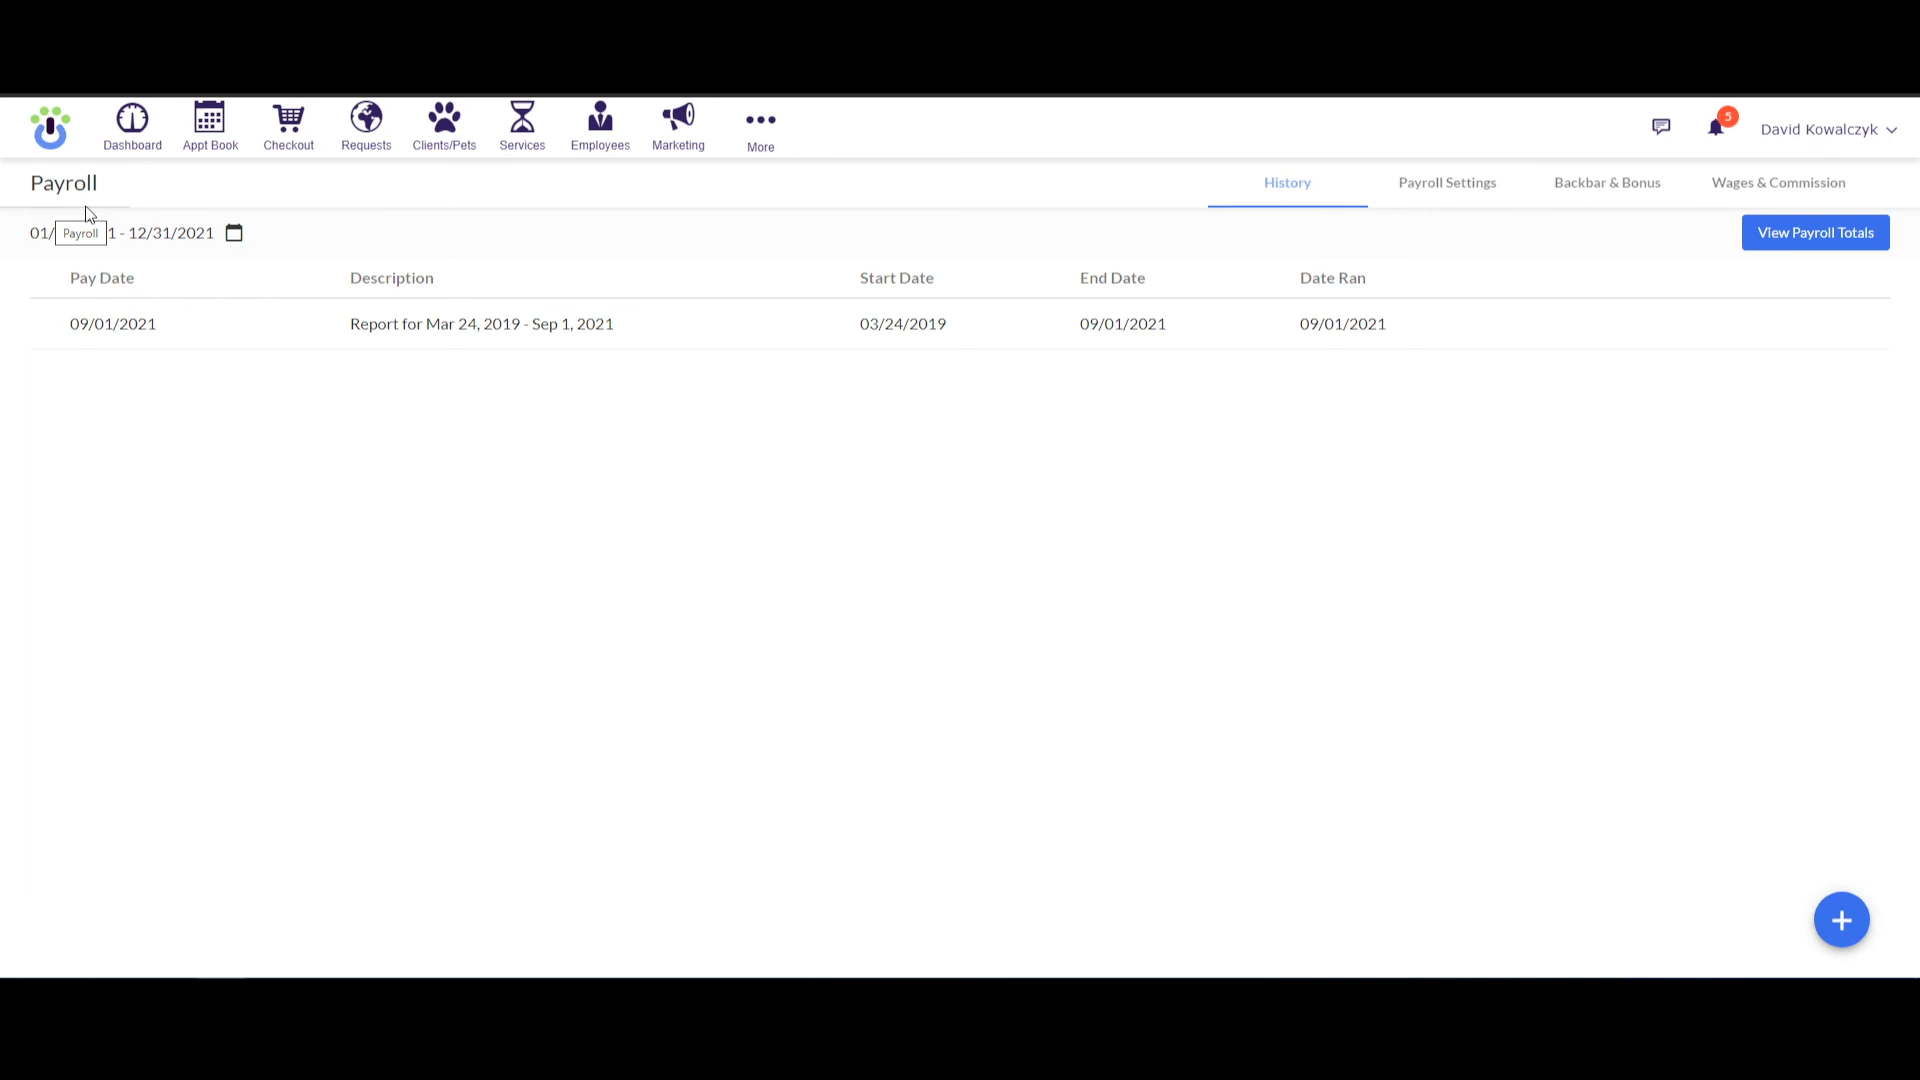 Dashboard Appt Book Checkout Requests Clients/Pets Services Employees Marketing More 5 David Kowalczyk
Payroll History Payroll Settings Backbar & Bonus Wages & Commission
01/ 1 - 12/31/2021 View Payroll Totals
Payroll
Pay Date Description Start Date End Date Date Ran
09/01/2021 Report for Mar 24, 2019 - Sep 1, 2021 03/24/2019 09/01/2021 09/01/2021